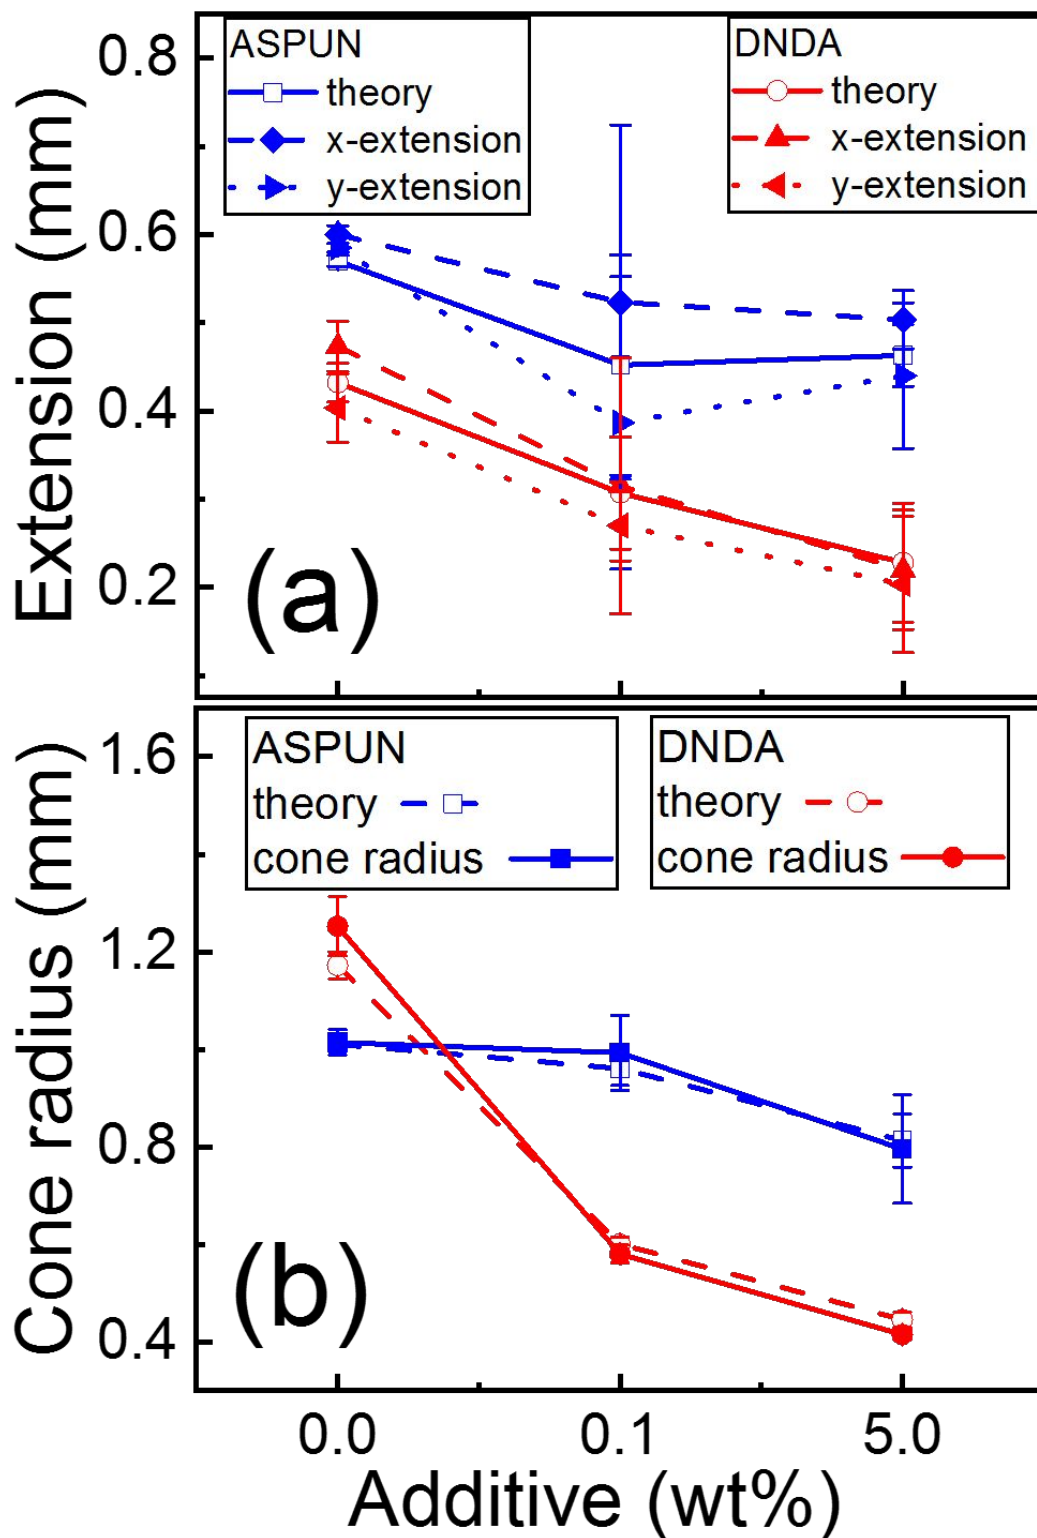 ASPUN
theory
x-extension
y-extension
DNDA
theory
x-extension
y-extension
0.8
0.6
0.4
0.2
Extension (mm)
(a)
ASPUN
theory
cone radius
DNDA
theory
cone radius
1.6
1.2
0.8
0.4
Cone radius (mm)
(b)
0.0 0.1 5.0
Additive (wt%)